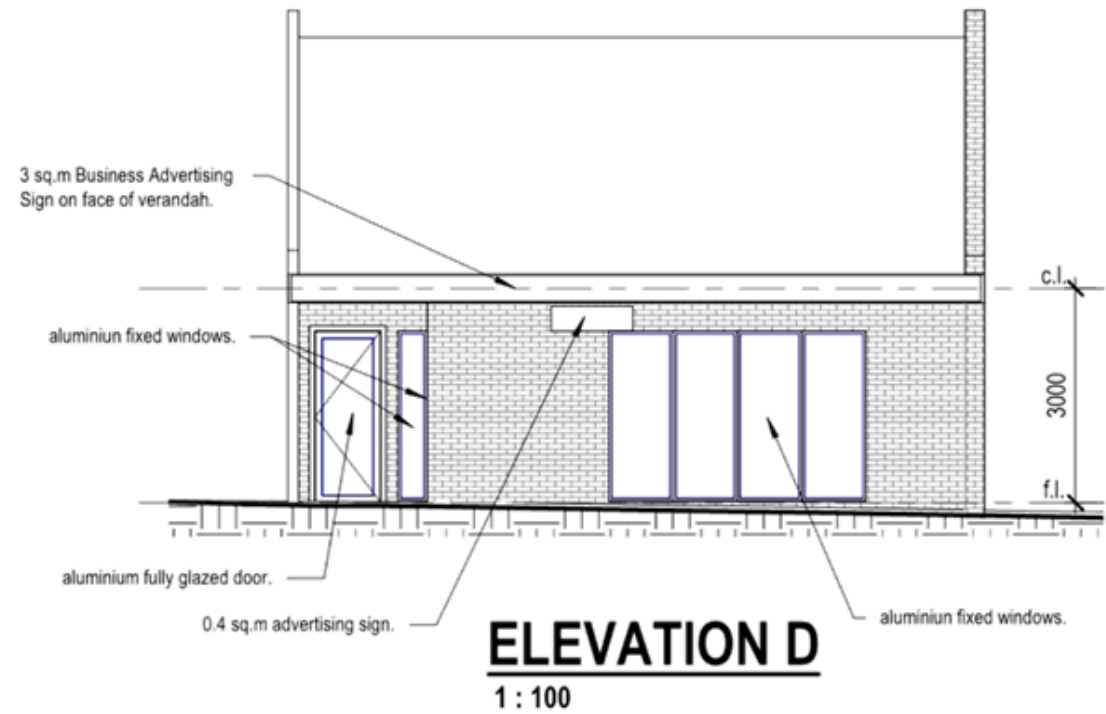 3 sq.m Business Advertising
Sign on face of verandah.
c.l.
aluminiun fixed windows.
3000
f.l.
aluminium fully glazed door.
0.4 sq.m advertising sign.
aluminiun fixed windows.
ELEVATION D
1 : 100